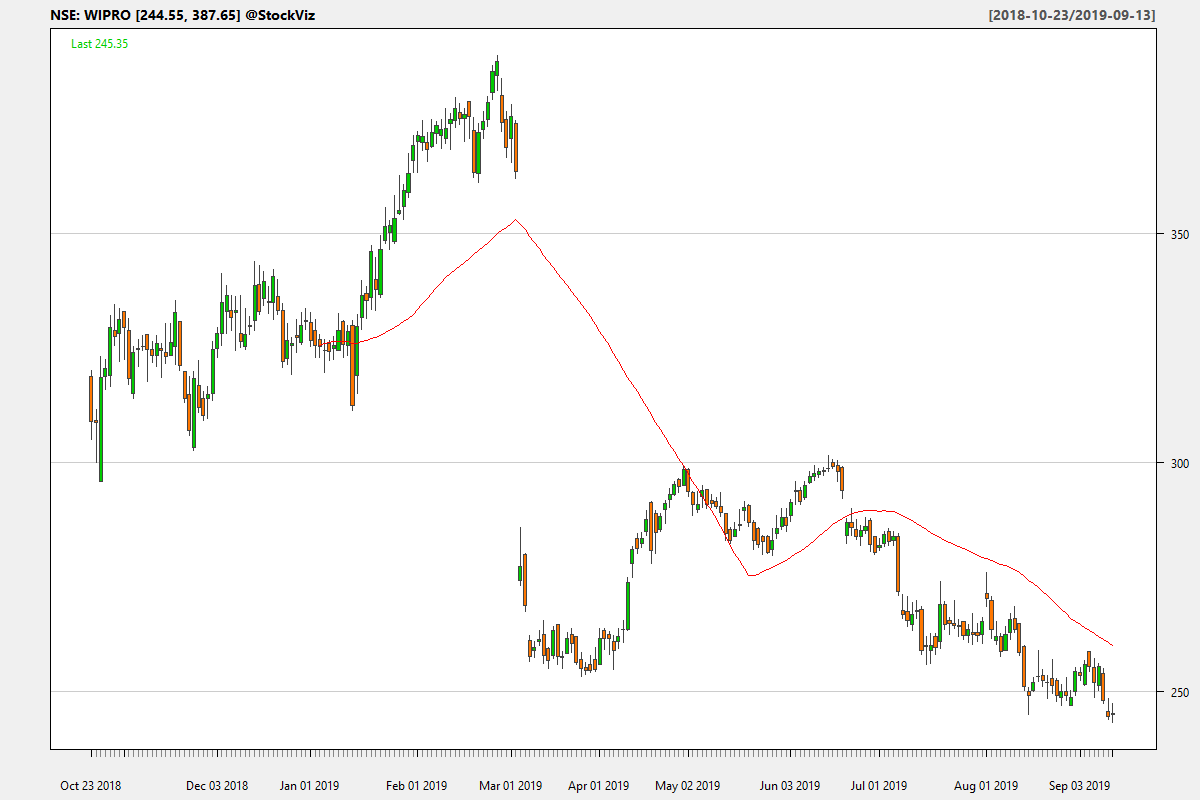 NSE: WIPRO [244.55, 387.65] @StockViz [2018-10-23/2019-09-13]
Last 245.35
350
300
250
Oct 23 2018 Dec 03 2018 Jan 01 2019 Feb 01 2019 Mar 01 2019 Apr 01 2019 May 02 2019 Jun 03 2019 Jul 01 2019 Aug 01 2019 Sep 03 2019